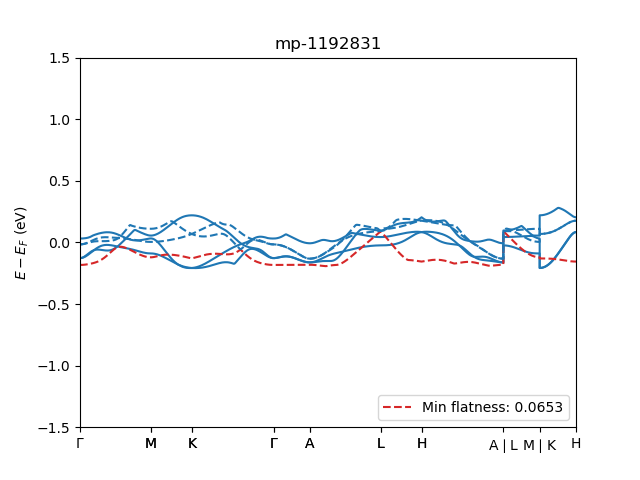 mp-1192831
E − E_F (eV)
1.5
1.0
0.5
0.0
−0.5
−1.0
−1.5
Min flatness: 0.0653
Γ M K Γ A L H A | L M | K H